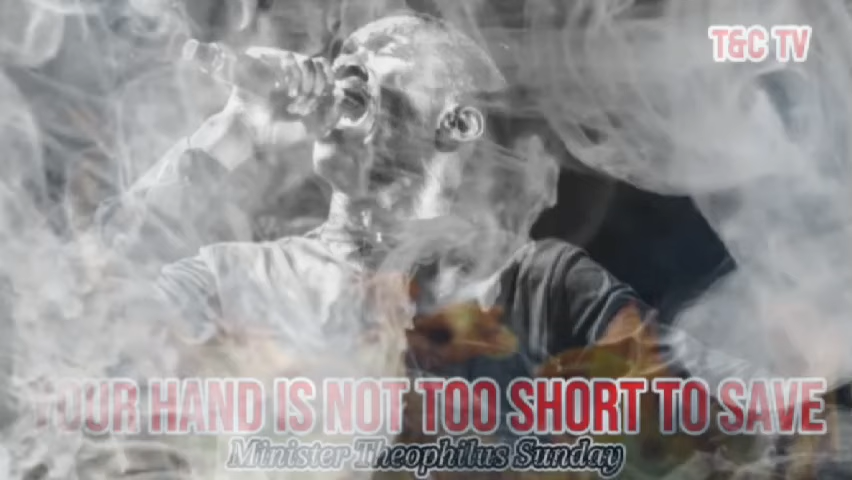 T&C TV
YOUR HAND IS NOT TOO SHORT TO SAVE
Minister Theophilus Sunday